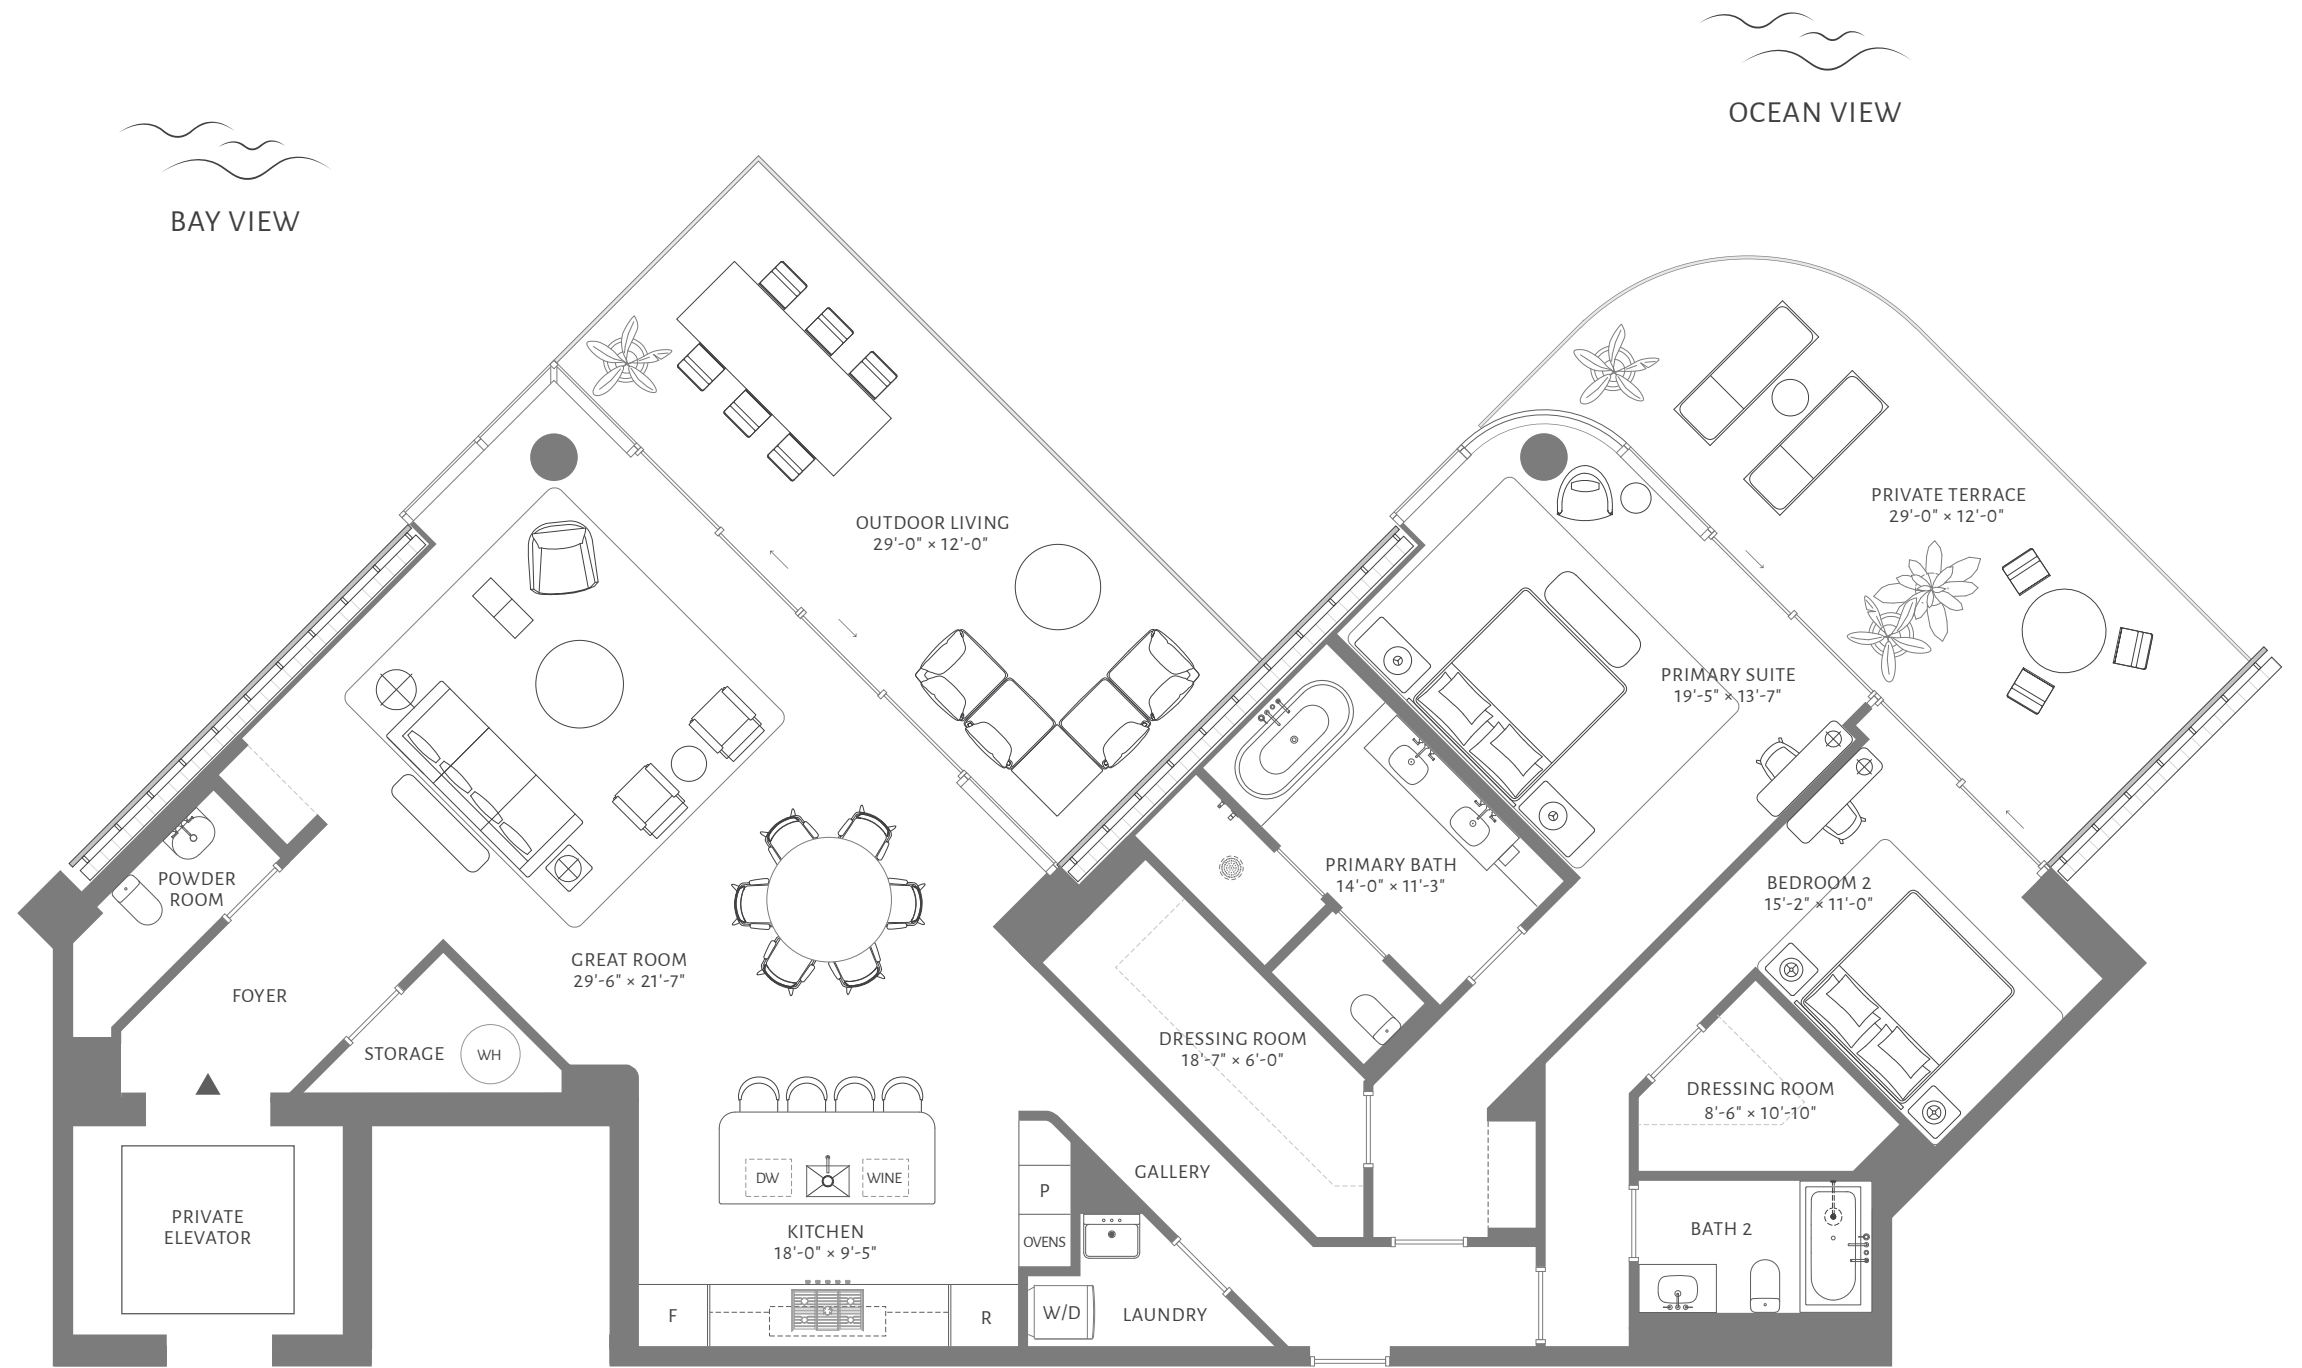 OCEAN VIEW
BAY VIEW
PRIVATE TERRACE
29'-0" × 12'-0"
OUTDOOR LIVING
29'-0" × 12'-0"
PRIMARY SUITE
19'-5" × 13'-7"
PRIMARY BATH
14'-0" × 11'-3"
BEDROOM 2
15'-2" × 11'-0"
POWDER
ROOM
GREAT ROOM
29'-6" × 21'-7"
FOYER
STORAGE
WH
DRESSING ROOM
18'-7" × 6'-0"
DRESSING ROOM
8'-6" × 10'-10"
GALLERY
DW
WINE
P
PRIVATE
ELEVATOR
KITCHEN
18'-0" × 9'-5"
OVENS
BATH 2
F
R
W/D
LAUNDRY